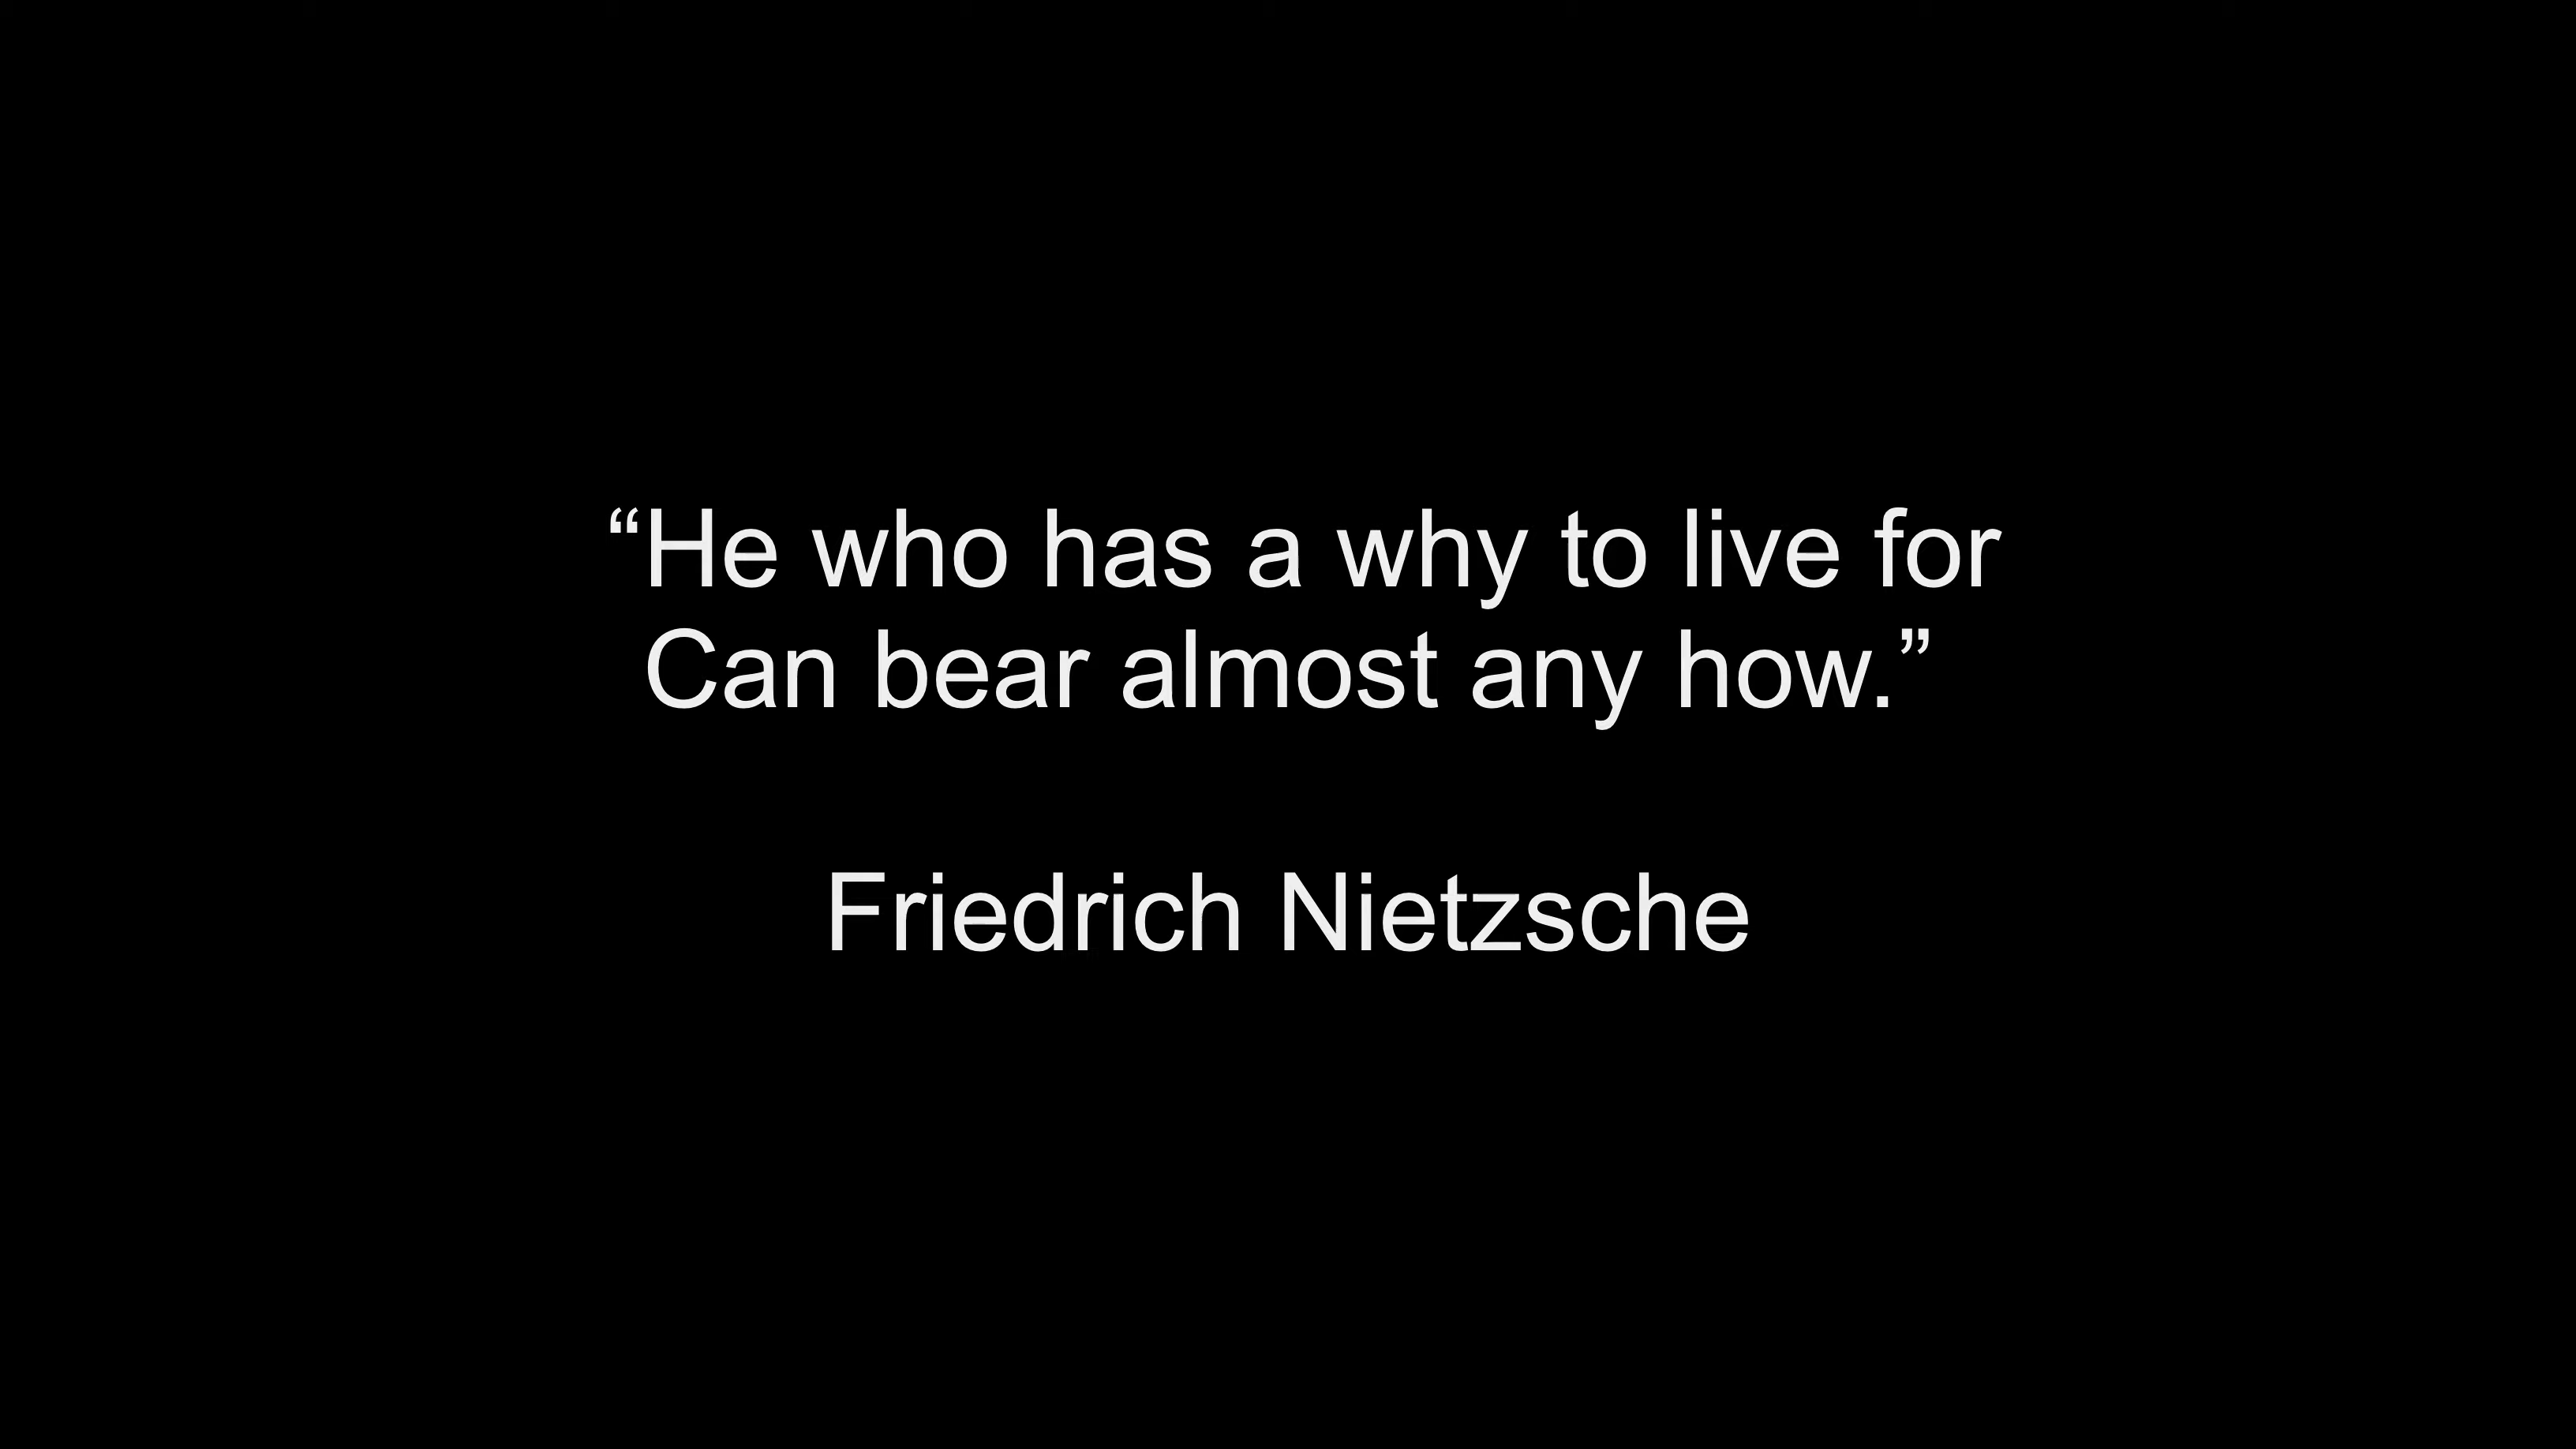 “He who has a why to live for
Can bear almost any how.”
Friedrich Nietzsche